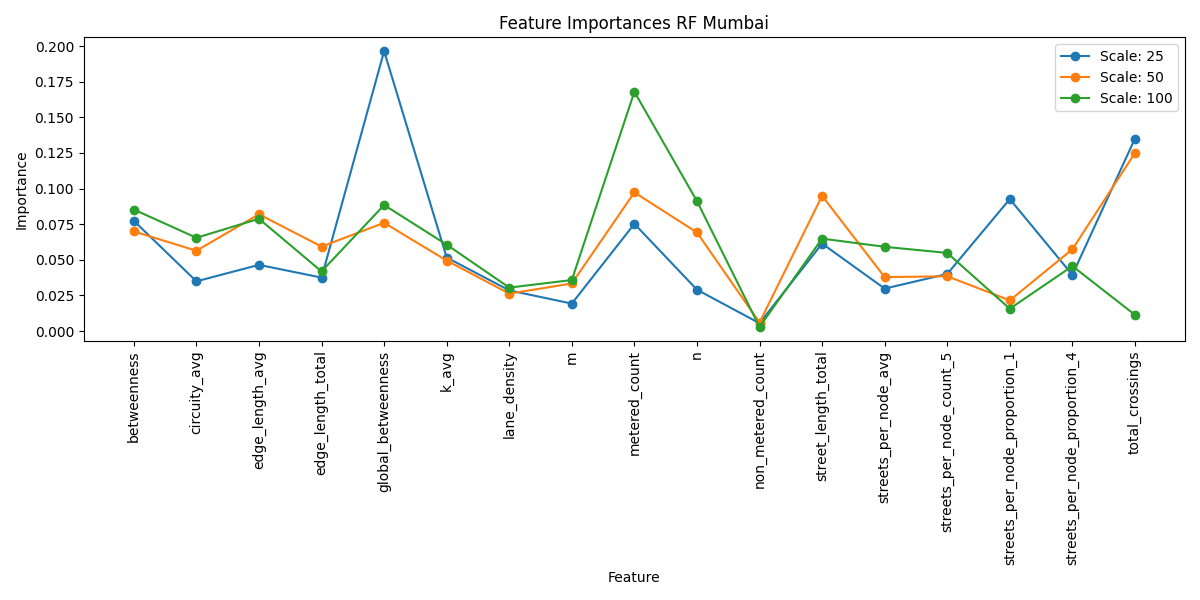 Feature Importances RF Mumbai
Scale: 25
Scale: 50
Scale: 100
Importance
0.200
0.175
0.150
0.125
0.100
0.075
0.050
0.025
0.000
betweenness
circuity_avg
edge_length_avg
edge_length_total
global_betweenness
k_avg
lane_density
m
metered_count
n
non_metered_count
street_length_total
streets_per_node_avg
streets_per_node_count_5
streets_per_node_proportion_1
streets_per_node_proportion_4
total_crossings
Feature